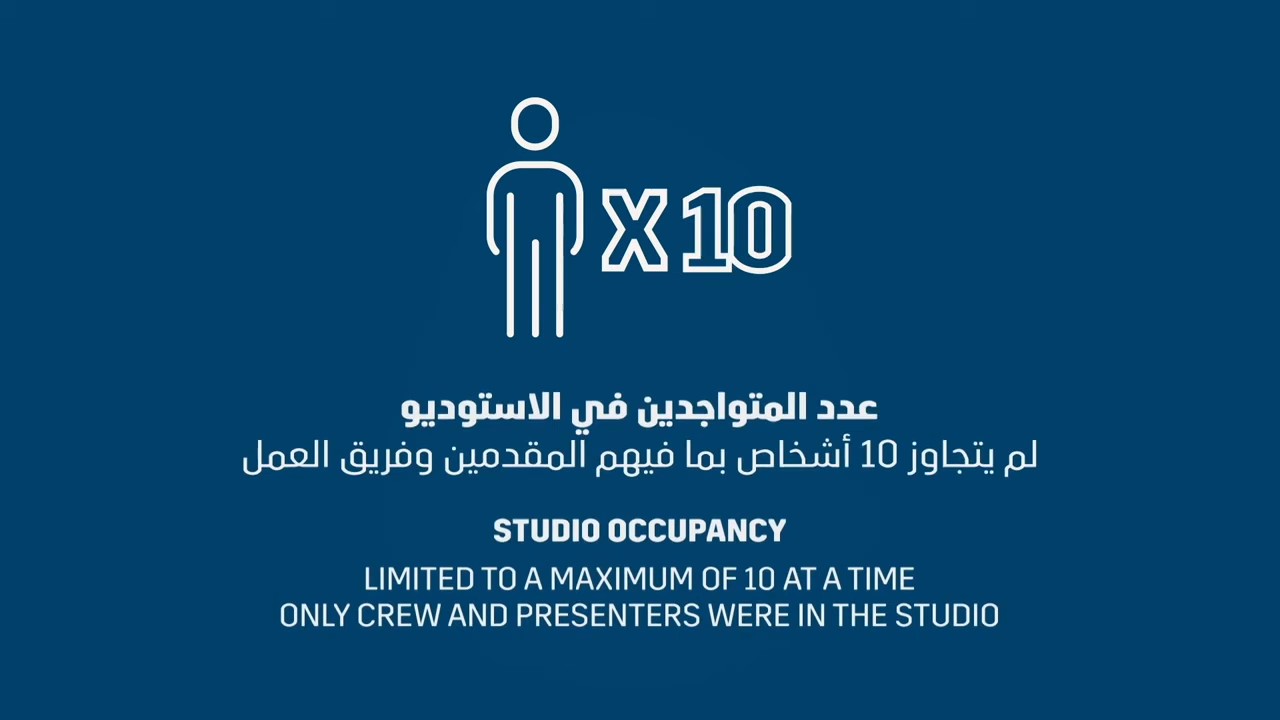 X 10
عدد المتواجدين في الاستوديو
لم يتجاوز 10 أشخاص بما فيهم المقدمين وفريق العمل
STUDIO OCCUPANCY
LIMITED TO A MAXIMUM OF 10 AT A TIME
ONLY CREW AND PRESENTERS WERE IN THE STUDIO